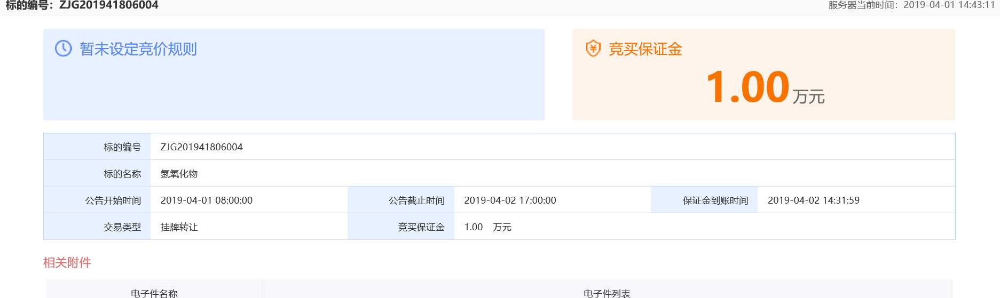 标的编号：ZJG201941806004 服务器当前时间：2019-04-01 14:43:11
暂未设定竞价规则
竞买保证金
1.00 万元
标的编号 ZJG201941806004
标的名称 氮氧化物
公告开始时间 2019-04-01 08:00:00 公告截止时间 2019-04-02 17:00:00 保证金到账时间 2019-04-02 14:31:59
交易类型 挂牌转让 竞买保证金 1.00 万元
相关附件
电子件名称 电子件列表